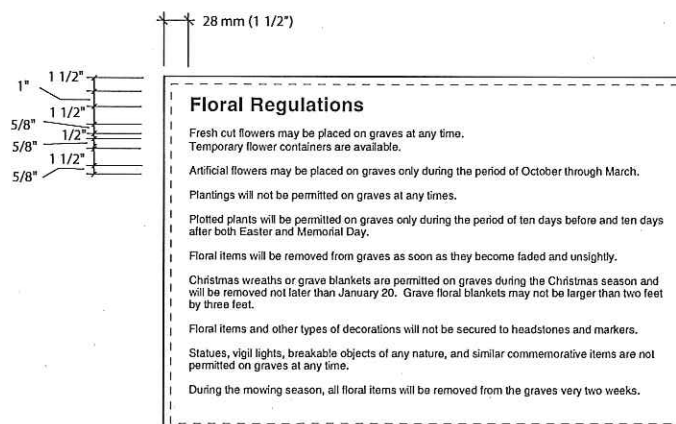 28 mm (1 1/2")
1 1/2"
1"
1 1/2"
5/8"
1/2"
5/8"
1 1/2"
5/8"
Floral Regulations
Fresh cut flowers may be placed on graves at any time.
Temporary flower containers are available.
Artificial flowers may be placed on graves only during the period of October through March.
Plantings will not be permitted on graves at any times.
Plotted plants will be permitted on graves only during the period of ten days before and ten days
after both Easter and Memorial Day.
Floral items will be removed from graves as soon as they become faded and unsightly.
Christmas wreaths or grave blankets are permitted on graves during the Christmas season and
will be removed not later than January 20.  Grave floral blankets may not be larger than two feet
by three feet.
Floral items and other types of decorations will not be secured to headstones and markers.
Statues, vigil lights, breakable objects of any nature, and similar commemorative items are not
permitted on graves at any time.
During the mowing season, all floral items will be removed from the graves very two weeks.